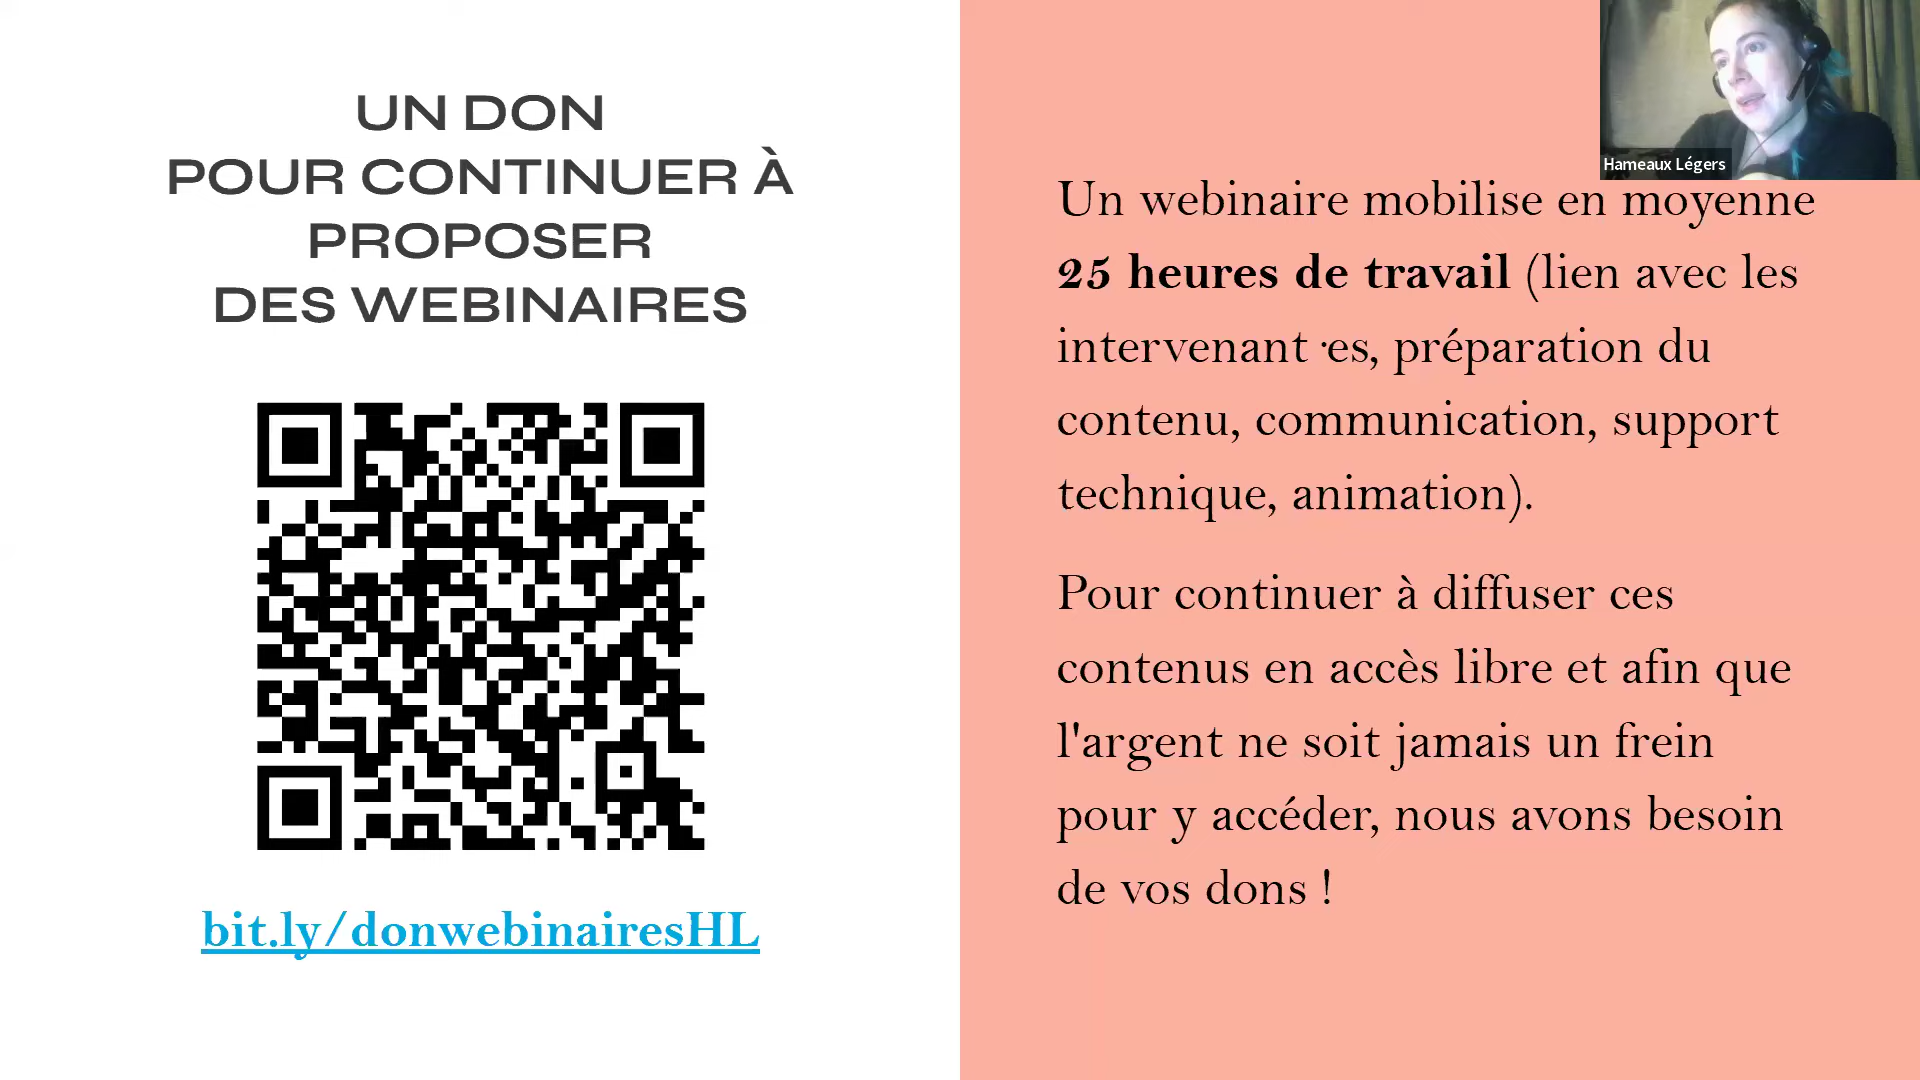 UN DON
POUR CONTINUER À
PROPOSER
DES WEBINAIRES
bit.ly/donwebinairesHL
Hameaux Légers
Un webinaire mobilise en moyenne
25 heures de travail (lien avec les
intervenant·es, préparation du
contenu, communication, support
technique, animation).
Pour continuer à diffuser ces
contenus en accès libre et afin que
l'argent ne soit jamais un frein
pour y accéder, nous avons besoin
de vos dons !